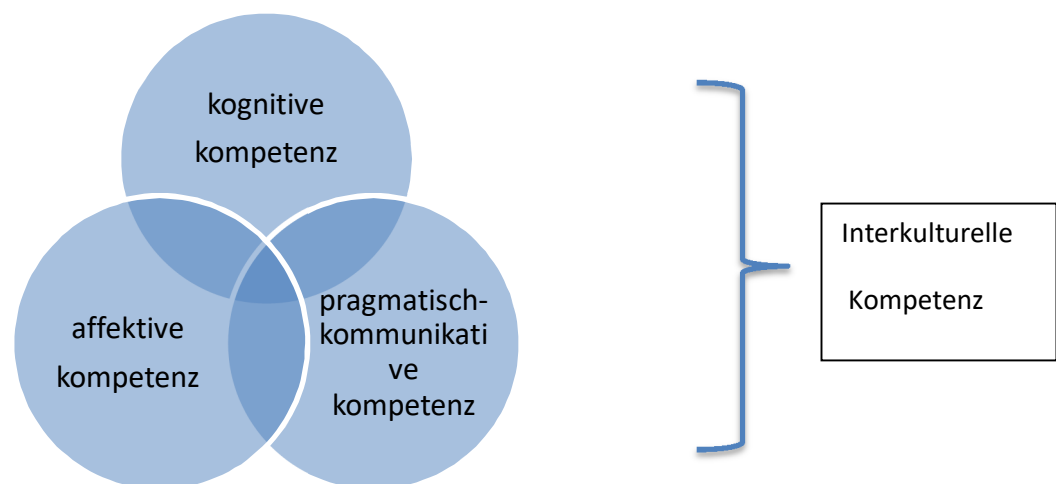 kognitive
kompetenz
affektive
kompetenz
pragmatisch-
kommunikati
ve
kompetenz
Interkulturelle
Kompetenz